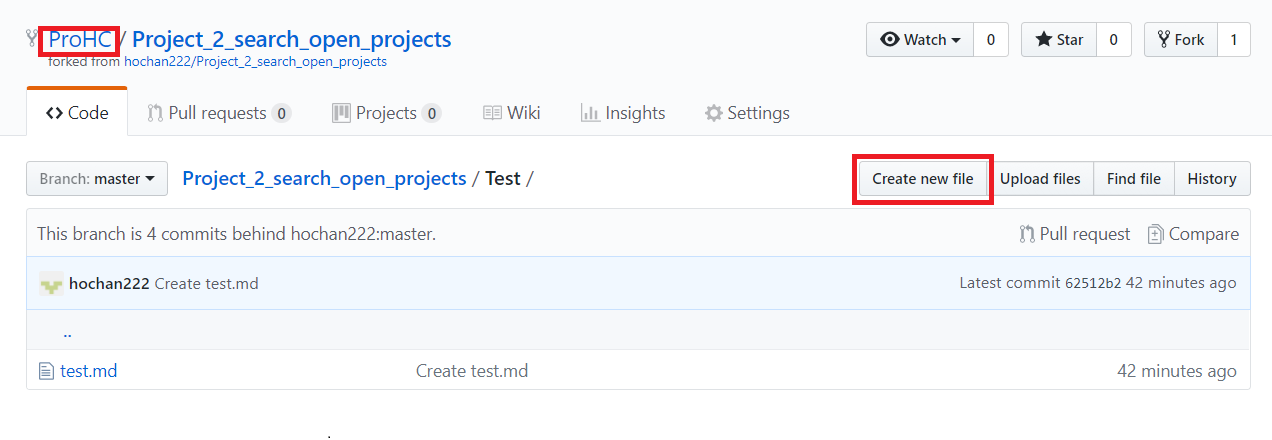 ProHC / Project_2_search_open_projects Watch 0 Star 0 Fork 1
forked from hochan222/Project_2_search_open_projects
Code Pull requests 0 Projects 0 Wiki Insights Settings
Branch: master Project_2_search_open_projects / Test / Create new file Upload files Find file History
This branch is 4 commits behind hochan222:master. Pull request Compare
hochan222 Create test.md Latest commit 62512b2 42 minutes ago
..
test.md Create test.md 42 minutes ago